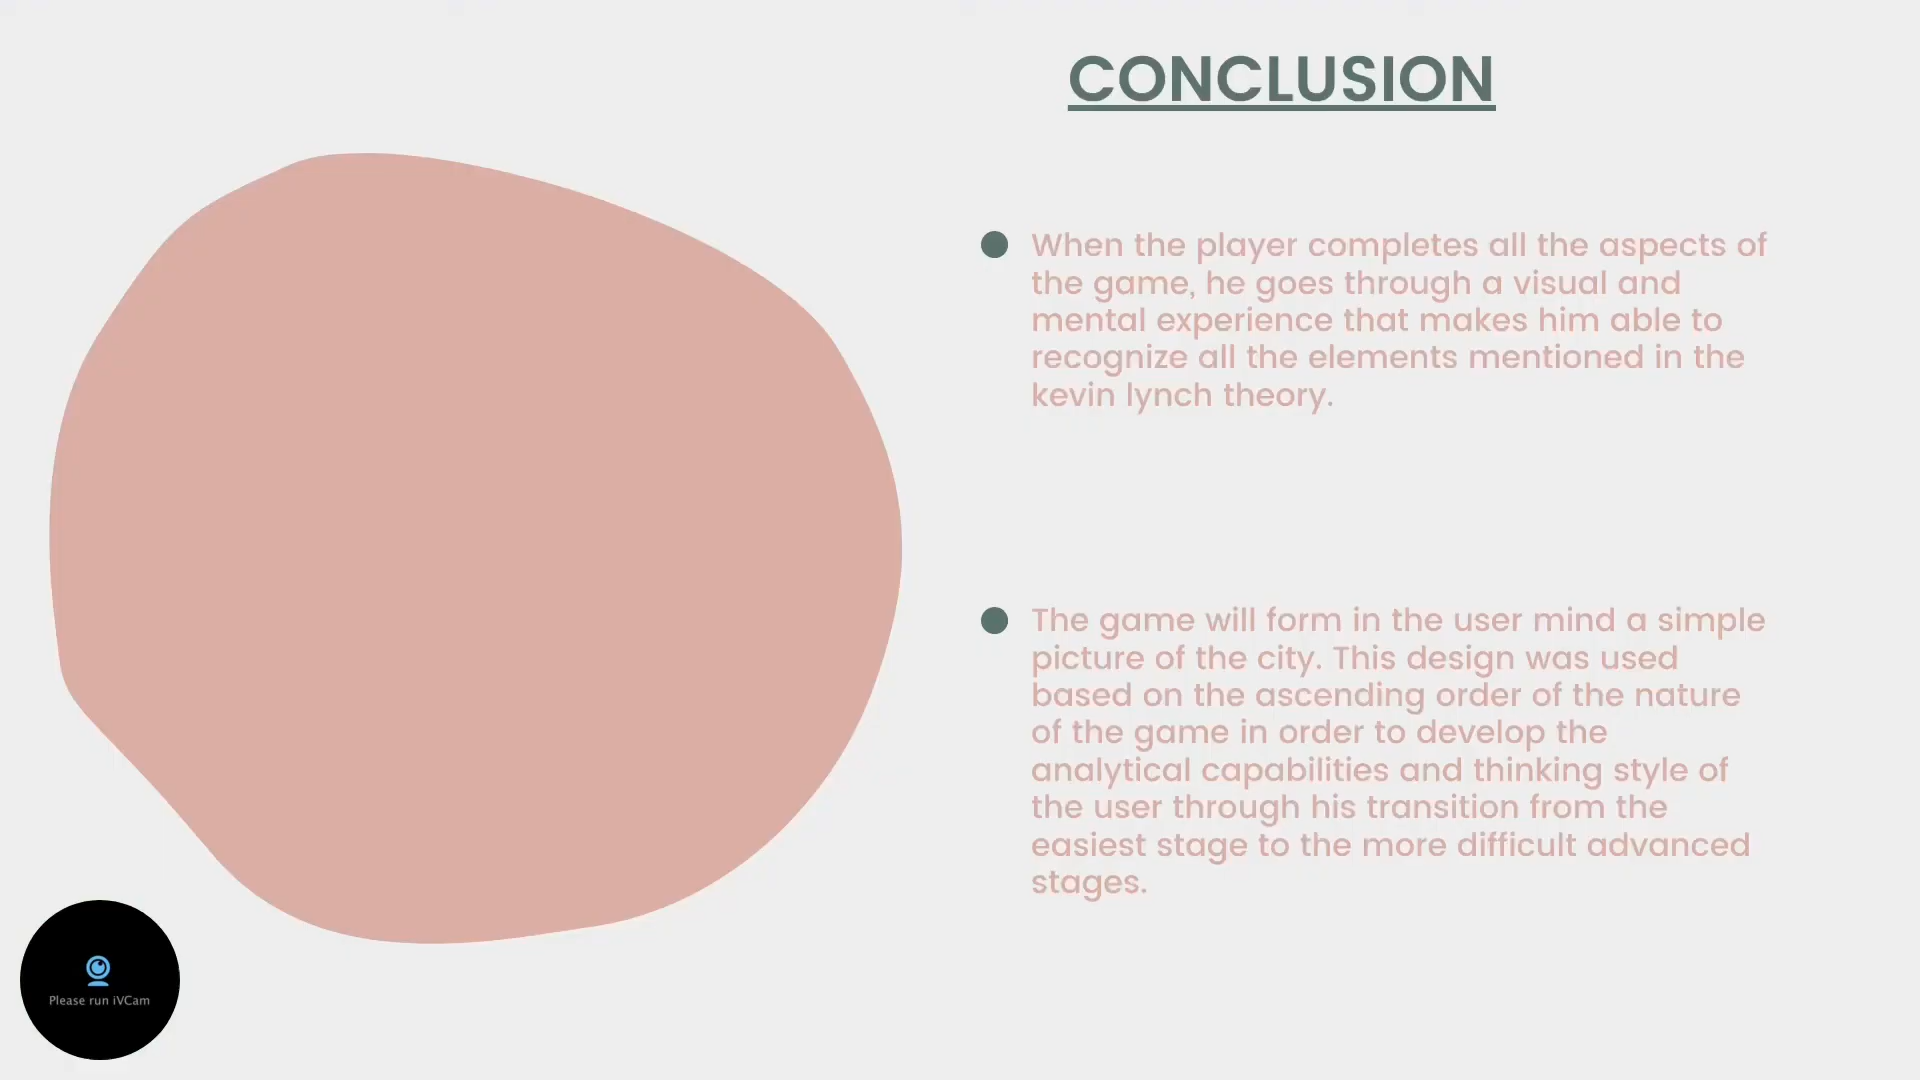 CONCLUSION
When the player completes all the aspects of
the game, he goes through a visual and
mental experience that makes him able to
recognize all the elements mentioned in the
kevin lynch theory.
The game will form in the user mind a simple
picture of the city. This design was used
based on the ascending order of the nature
of the game in order to develop the
analytical capabilities and thinking style of
the user through his transition from the
easiest stage to the more difficult advanced
stages.
Please run iVCam